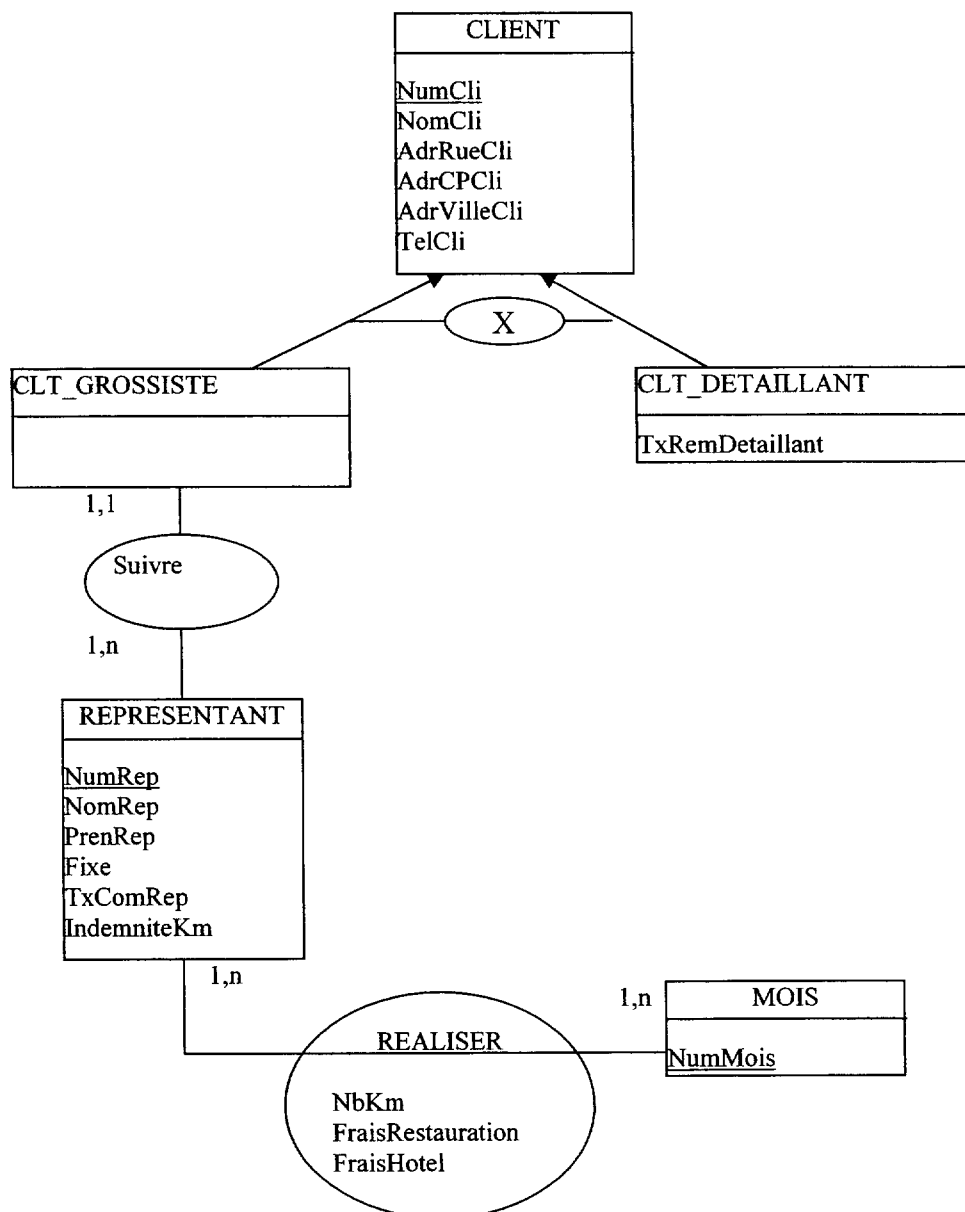 CLIENT
NumCli
NomCli
AdrRueCli
AdrCPCli
AdrVilleCli
TelCli
X
CLT_GROSSISTE
CLT_DETAILLANT
TxRemDetaillant
1,1
Suivre
1,n
REPRESENTANT
NumRep
NomRep
PrenRep
Fixe
TxComRep
IndemniteKm
1,n
1,n
MOIS
NumMois
REALISER
NbKm
FraisRestauration
FraisHotel